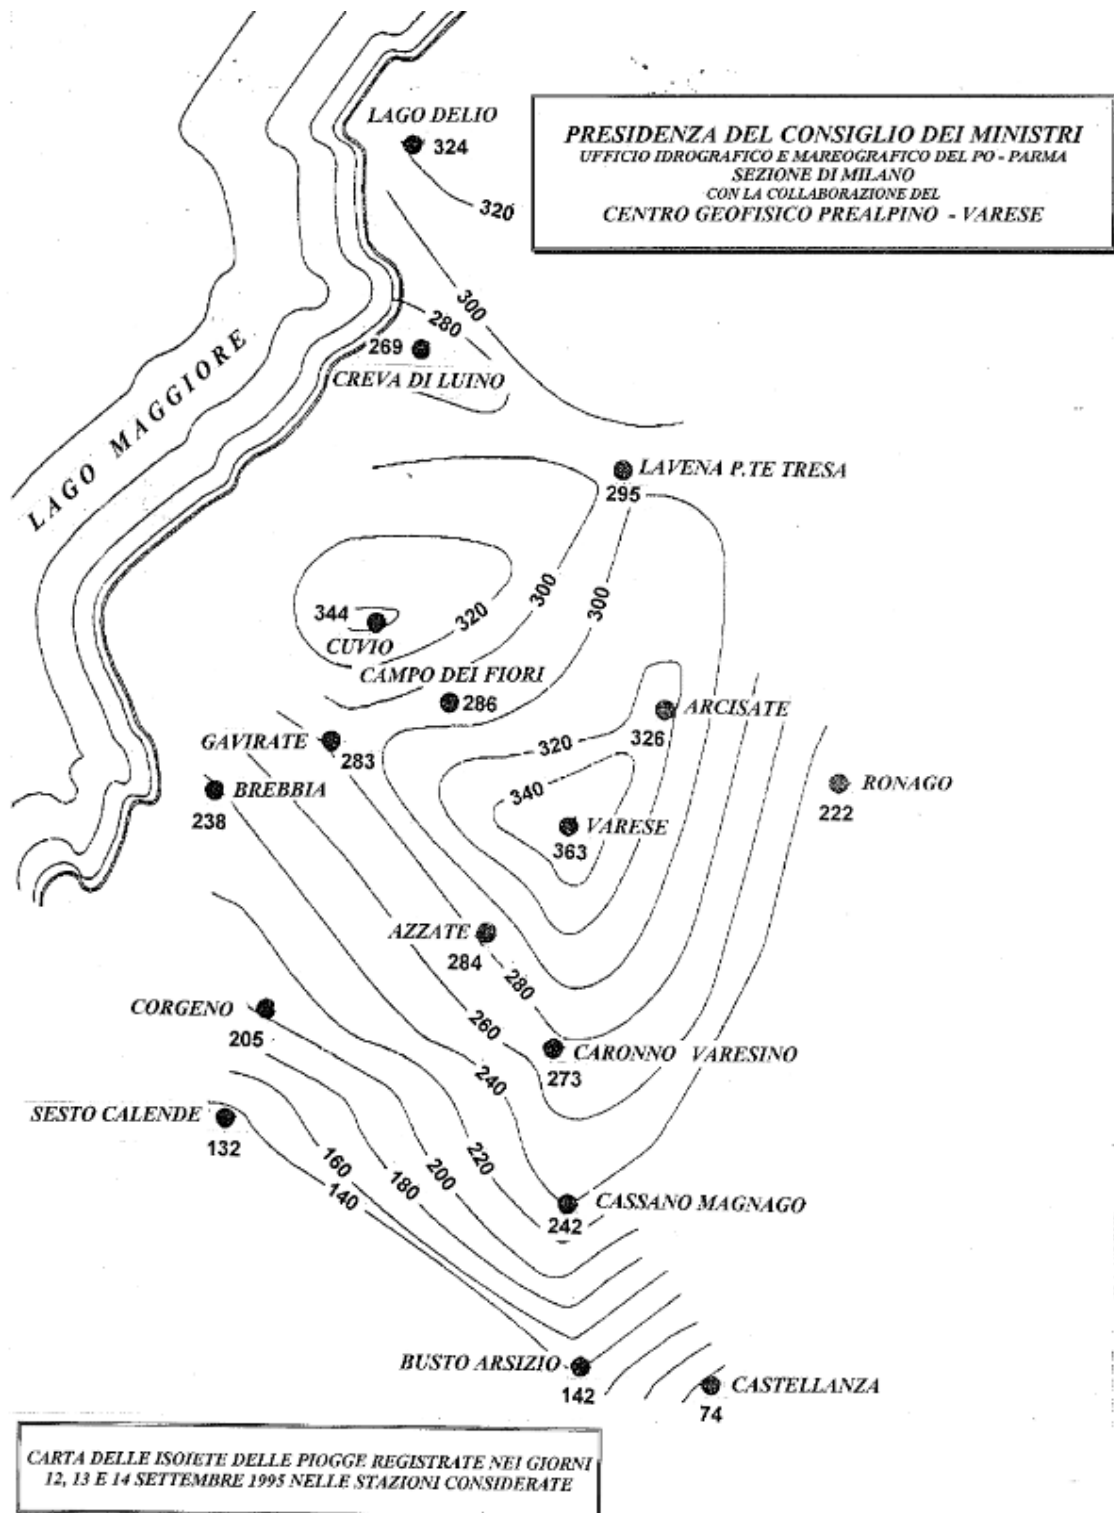 LAGO DELIO
324
PRESIDENZA DEL CONSIGLIO DEI MINISTRI
UFFICIO IDROGRAFICO E MAREOGRAFICO DEL PO - PARMA
SEZIONE DI MILANO
CON LA COLLABORAZIONE DEL
CENTRO GEOFISICO PREALPINO - VARESE
320
300
280
269
CREVA DI LUINO
LAGO MAGGIORE
LAVENA P.TE TRESA
295
300
300
320
344
CUVIO
CAMPO DEI FIORI
286
ARCISATE
326
GAVIRATE
283
320
BREBBIA
238
340
RONAGO
222
VARESE
363
AZZATE
284
280
CORGENO
205
260
CARONNO VARESINO
273
240
SESTO CALENDE
132
220
200
180
160
140
CASSANO MAGNAGO
242
BUSTO ARSIZIO
142
CASTELLANZA
74
CARTA DELLE ISOIETE DELLE PIOGGE REGISTRATE NEI GIORNI
12, 13 E 14 SETTEMBRE 1995 NELLE STAZIONI CONSIDERATE